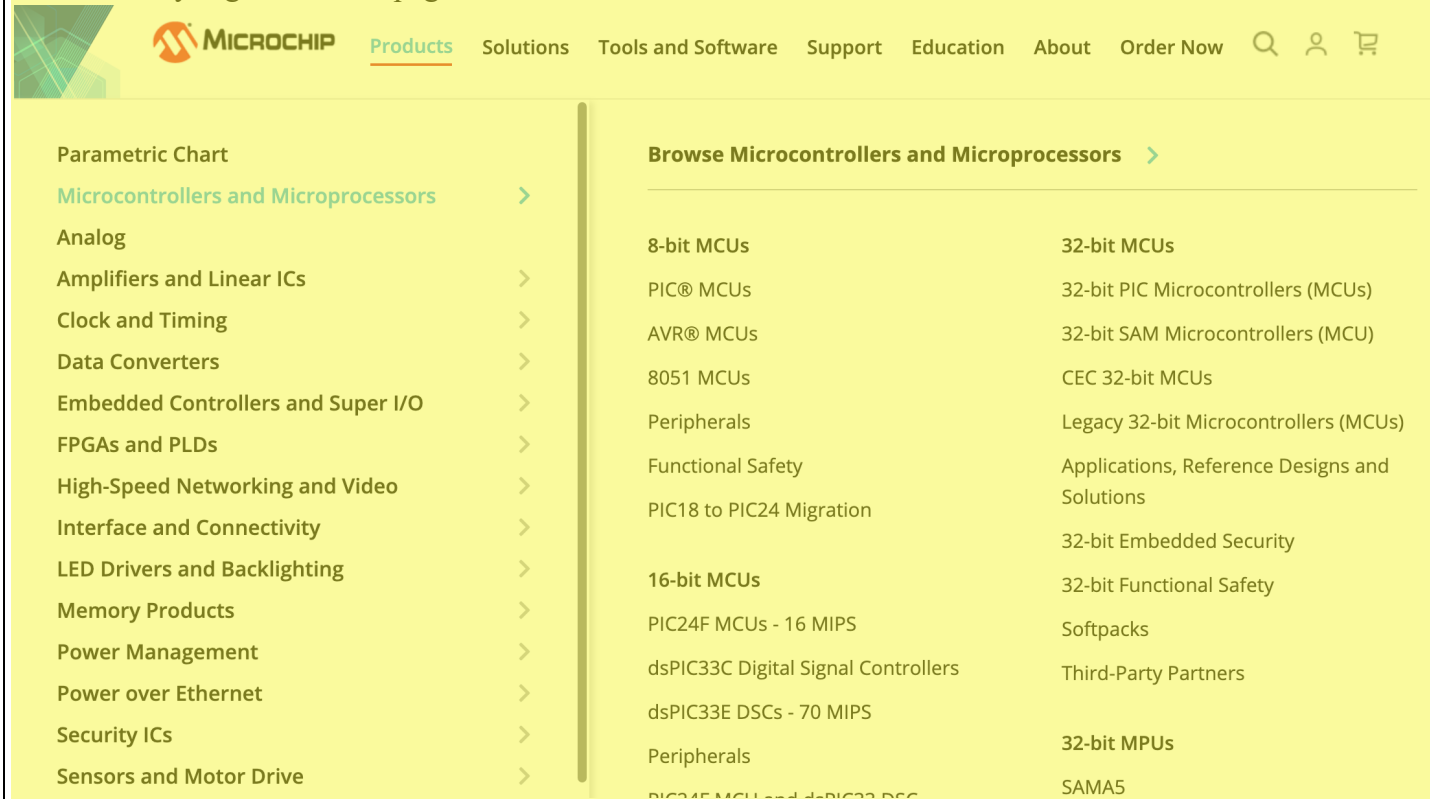 MICROCHIP
Products Solutions Tools and Software Support Education About Order Now
Parametric Chart
Microcontrollers and Microprocessors
Analog
Amplifiers and Linear ICs
Clock and Timing
Data Converters
Embedded Controllers and Super I/O
FPGAs and PLDs
High-Speed Networking and Video
Interface and Connectivity
LED Drivers and Backlighting
Memory Products
Power Management
Power over Ethernet
Security ICs
Sensors and Motor Drive
Browse Microcontrollers and Microprocessors
8-bit MCUs
PIC® MCUs
AVR® MCUs
8051 MCUs
Peripherals
Functional Safety
PIC18 to PIC24 Migration
16-bit MCUs
PIC24F MCUs - 16 MIPS
dsPIC33C Digital Signal Controllers
dsPIC33E DSCs - 70 MIPS
Peripherals
PIC24F MCU and dsPIC33 DSC
32-bit MCUs
32-bit PIC Microcontrollers (MCUs)
32-bit SAM Microcontrollers (MCU)
CEC 32-bit MCUs
Legacy 32-bit Microcontrollers (MCUs)
Applications, Reference Designs and
Solutions
32-bit Embedded Security
32-bit Functional Safety
Softpacks
Third-Party Partners
32-bit MPUs
SAMA5